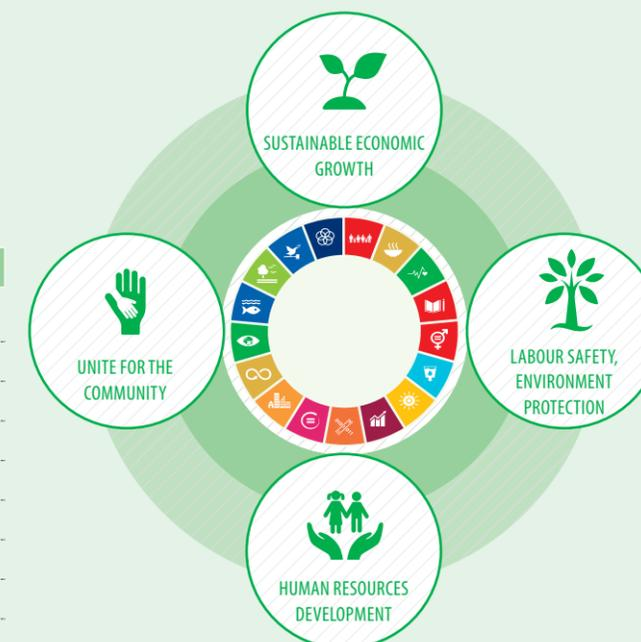 SUSTAINABLE ECONOMIC
GROWTH
UNITE FOR THE
COMMUNITY
LABOUR SAFETY,
ENVIRONMENT
PROTECTION
HUMAN RESOURCES
DEVELOPMENT